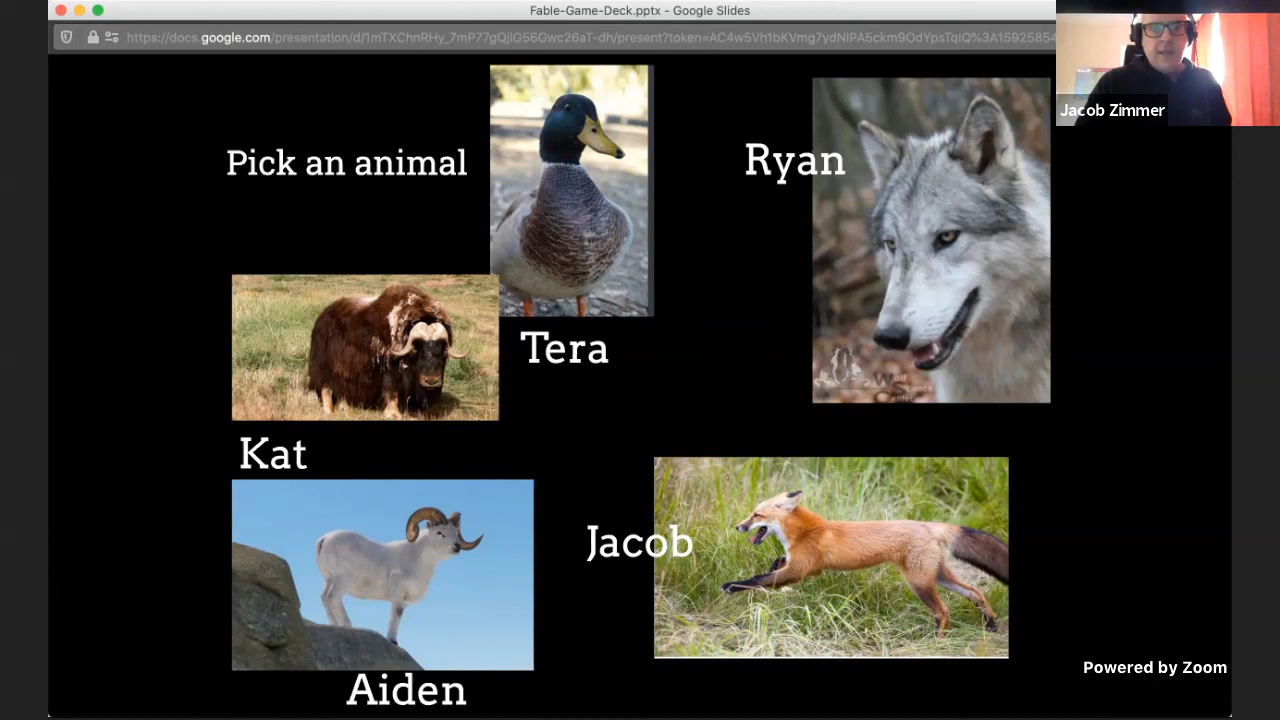 Fable-Game-Deck.pptx - Google Slides
Jacob Zimmer
Pick an animal
Ryan
Tera
Kat
Jacob
Aiden
Powered by Zoom